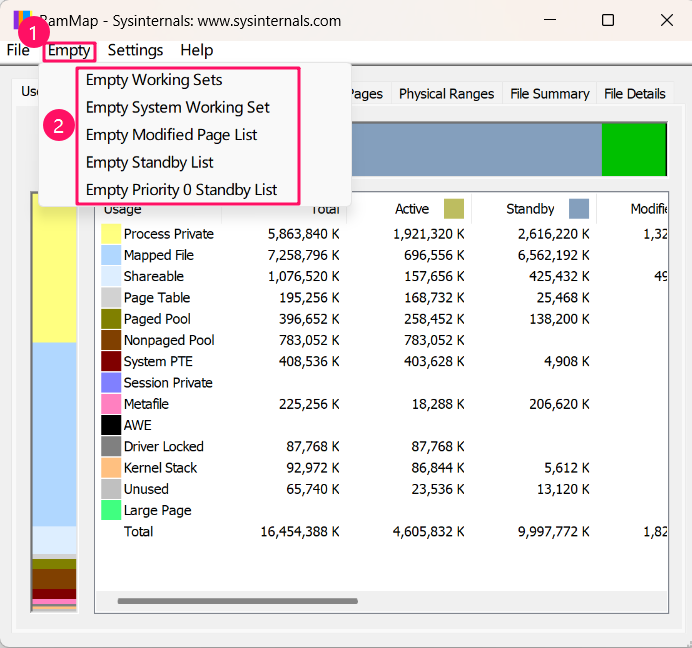 RamMap - Sysinternals: www.sysinternals.com
1
File Empty Settings Help
Empty Working Sets
Empty System Working Set
2
Empty Modified Page List
Empty Standby List
Empty Priority 0 Standby List
Physical Ranges File Summary File Details
Usage Total Active Standby
Process Private 5,863,840 K 1,921,320 K 2,616,220 K 1,32
Mapped File 7,258,796 K 696,556 K 6,562,192 K
Shareable 1,076,520 K 157,656 K 425,432 K 49
Page Table 195,256 K 168,732 K 25,468 K
Paged Pool 396,652 K 258,452 K 138,200 K
Nonpaged Pool 783,052 K 783,052 K
System PTE 408,536 K 403,628 K 4,908 K
Session Private
Metafile 225,256 K 18,288 K 206,620 K
AWE
Driver Locked 87,768 K 87,768 K
Kernel Stack 92,972 K 86,844 K 5,612 K
Unused 65,740 K 23,536 K 13,120 K
Large Page
Total 16,454,388 K 4,605,832 K 9,997,772 K 1,82